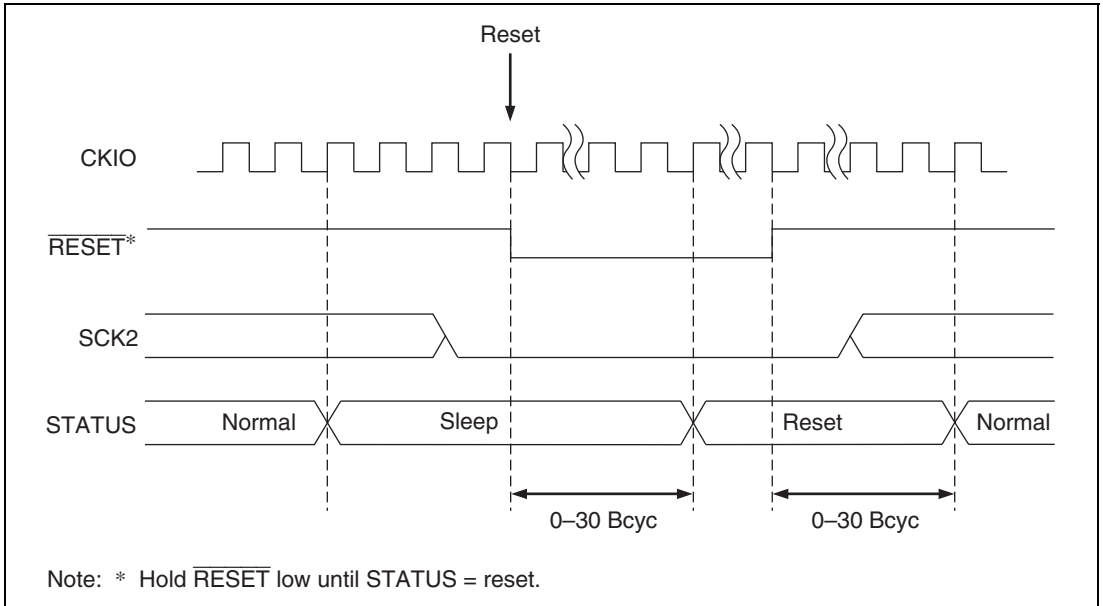 Reset
CKIO
RESET*
SCK2
STATUS Normal Sleep Reset Normal
0–30 Bcyc 0–30 Bcyc
Note: * Hold RESET low until STATUS = reset.